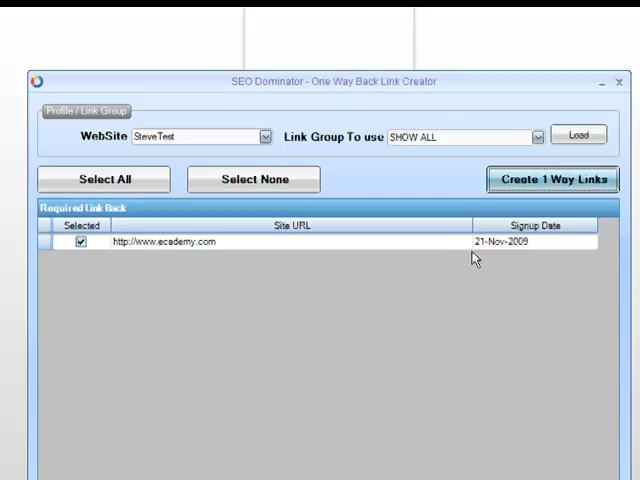 SEO Dominator - One Way Back Link Creator
Profile / Link Group
WebSite SteveTest Link Group To use SHOW ALL Load
Select All Select None Create 1 Way Links
Required Link Back
Selected Site URL Signup Date
http://www.ecademy.com 21-Nov-2009